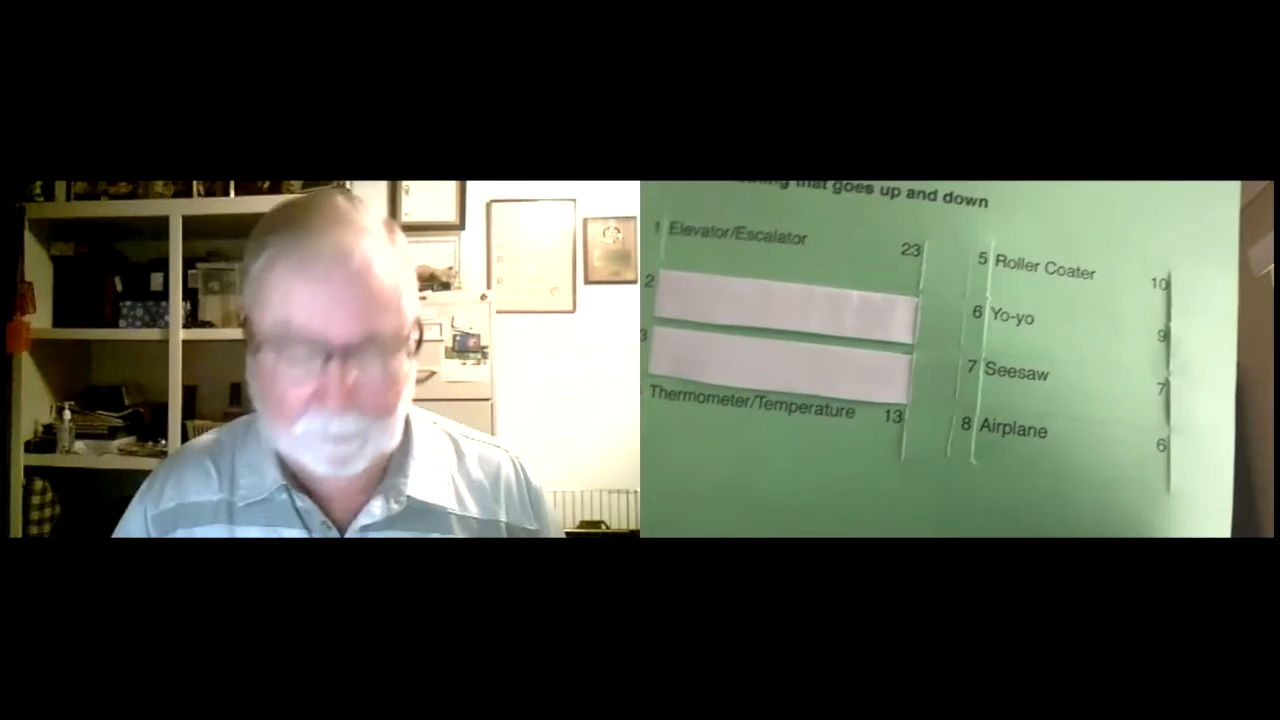 that goes up and down
1 Elevator/Escalator 23
2
3
Thermometer/Temperature 13
5 Roller Coater 10
6 Yo-yo 9
7 Seesaw 7
8 Airplane 6